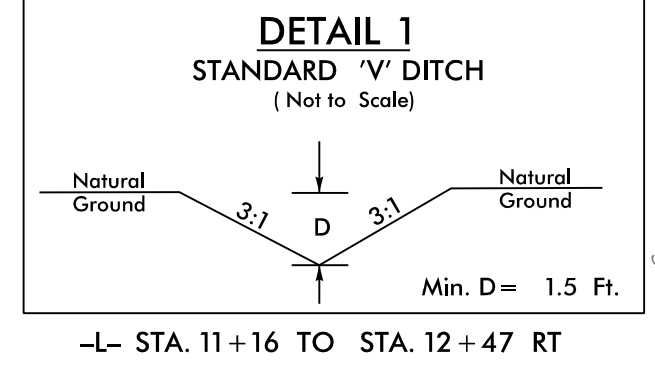 DETAIL 1
STANDARD 'V' DITCH
( Not to Scale)
Natural
Ground
3:1
D
3:1
Natural
Ground
Min. D= 1.5 Ft.
-L- STA. 11+16 TO STA. 12+47 RT